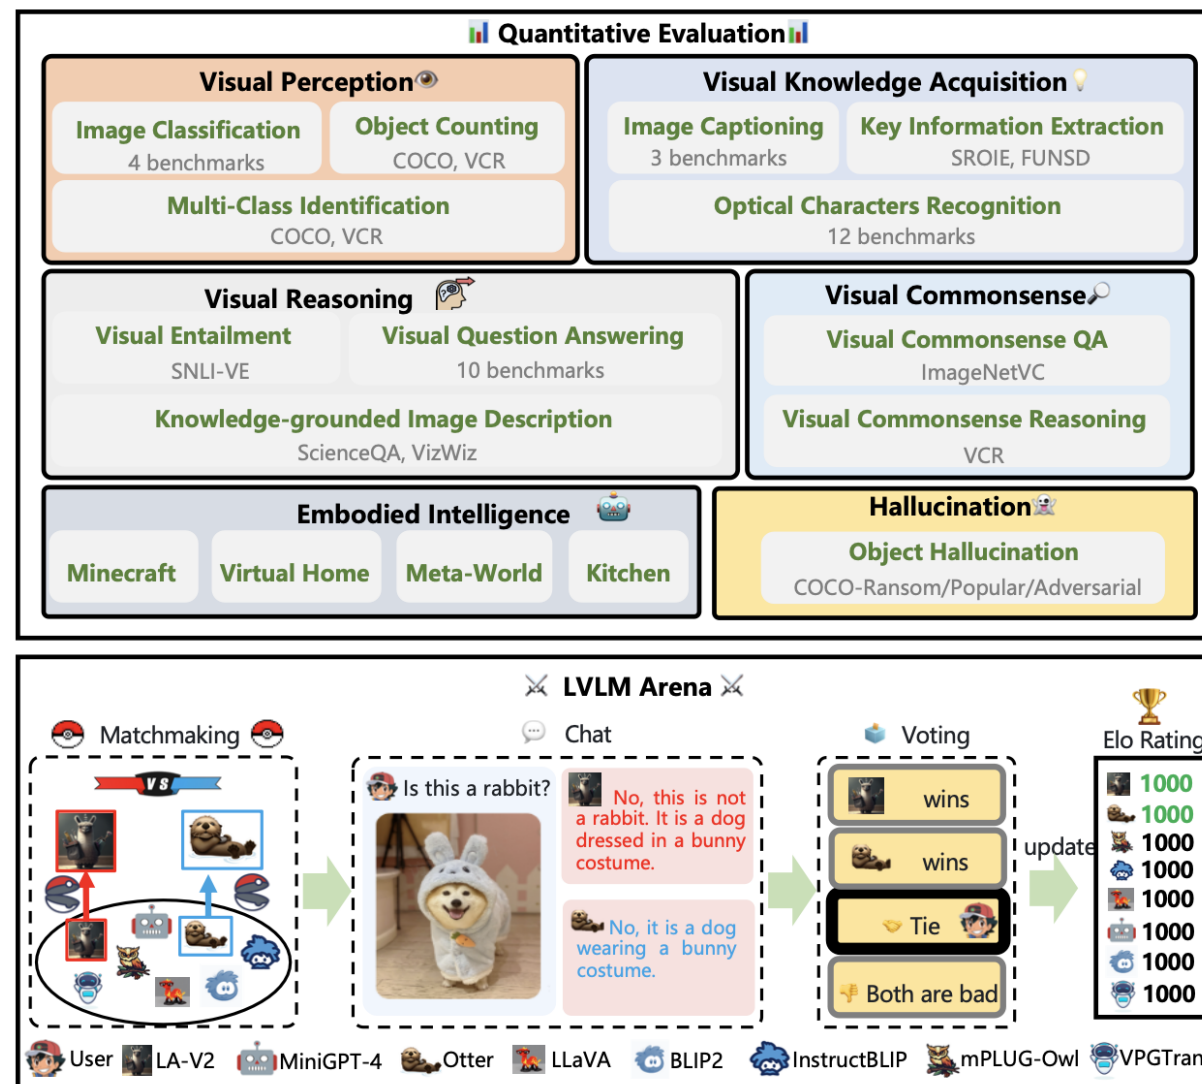 Quantitative Evaluation
Visual Perception
Image Classification
4 benchmarks
Object Counting
COCO, VCR
Multi-Class Identification
COCO, VCR
Visual Knowledge Acquisition
Image Captioning
3 benchmarks
Key Information Extraction
SROIE, FUNSD
Optical Characters Recognition
12 benchmarks
Visual Reasoning
Visual Entailment
SNLI-VE
Visual Question Answering
10 benchmarks
Knowledge-grounded Image Description
ScienceQA, VizWiz
Visual Commonsense
Visual Commonsense QA
ImageNetVC
Visual Commonsense Reasoning
VCR
Embodied Intelligence
Minecraft
Virtual Home
Meta-World
Kitchen
Hallucination
Object Hallucination
COCO-Ransom/Popular/Adversarial
LVLM Arena
Matchmaking
VS
Chat
Is this a rabbit?
No, this is not
a rabbit. It is a dog
dressed in a bunny
costume.
No, it is a dog
wearing a bunny
costume.
Voting
wins
wins
Tie
Both are bad
update
Elo Rating
1000
1000
1000
1000
1000
1000
1000
1000
User LA-V2 MiniGPT-4 Otter LLaVA BLIP2 InstructBLIP mPLUG-Owl VPGTran